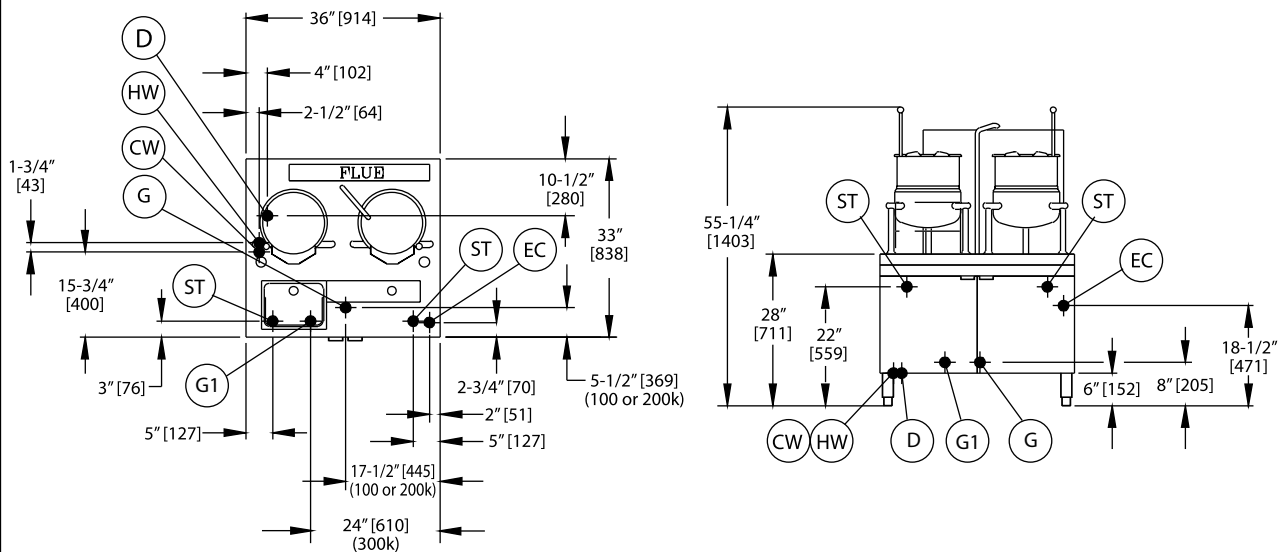 36” [914]
D
4” [102]
HW
2-1/2” [64]
CW
1-3/4”
[43]
G
FLUE
10-1/2”
[280]
33”
[838]
ST
EC
15-3/4”
[400]
ST
3” [76]
G1
2-3/4” [70]
5-1/2” [369]
(100 or 200k)
2” [51]
5” [127]
5” [127]
17-1/2” [445]
(100 or 200k)
24” [610]
(300k)
55-1/4”
[1403]
ST
ST
EC
28”
[711]
22”
[559]
18-1/2”
[471]
6” [152]
8” [205]
CW
HW
D
G1
G